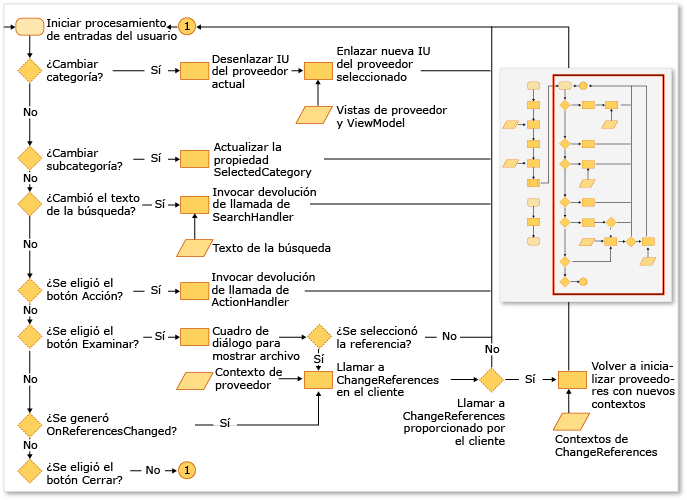 Iniciar procesamiento
de entradas del usuario
1
¿Cambiar
categoría?
Sí
Desenlazar IU
del proveedor
actual
Enlazar nueva IU
del proveedor
seleccionado
Vistas de proveedor
y ViewModel
No
¿Cambiar
subcategoría?
Sí
Actualizar la
propiedad
SelectedCategory
No
¿Cambió el texto
de la búsqueda?
Sí
Invocar devolución
de llamada de
SearchHandler
Texto de la búsqueda
No
¿Se eligió el
botón Acción?
Sí
Invocar devolución
de llamada de
ActionHandler
No
¿Se eligió el
botón Examinar?
Sí
Cuadro de
diálogo para
mostrar archivo
¿Se seleccionó
la referencia?
No
Sí
No
Contexto de
proveedor
Llamar a
ChangeReferences
en el cliente
No
Llamar a
ChangeReferences
proporcionado por
el cliente
Sí
Volver a inicia-
lizar proveedo-
res con nuevos
contextos
Contextos de
ChangeReferences
¿Se generó
OnReferencesChanged?
Sí
No
¿Se eligió el
botón Cerrar?
No
1